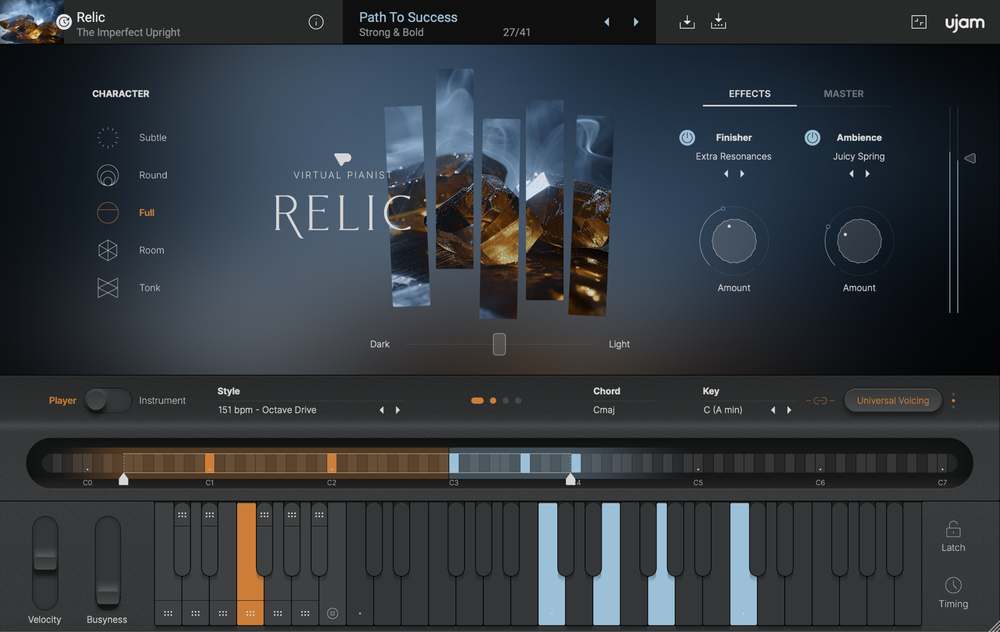 Relic
The Imperfect Upright
Path To Success
Strong & Bold
27/41
ujam
CHARACTER
Subtle
Round
Full
Room
Tonk
VIRTUAL PIANIST
RELIC
EFFECTS
MASTER
Finisher
Extra Resonances
Amount
Ambience
Juicy Spring
Amount
Dark
Light
Player
Instrument
Style
151 bpm - Octave Drive
Chord
Cmaj
Key
C (A min)
Universal Voicing
C0
C1
C2
C3
C4
C5
C6
C7
Velocity
Busyness
Latch
Timing